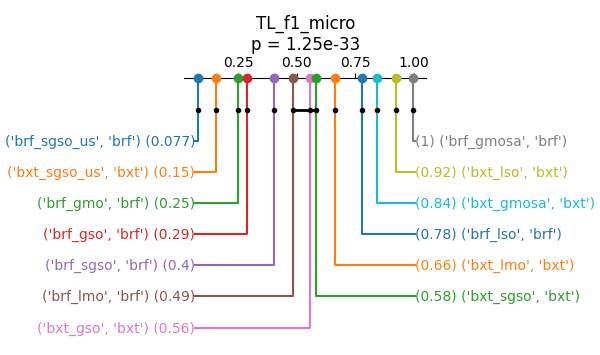 TL_f1_micro
p = 1.25e-33
0.25 0.50 0.75 1.00
('brf_sgso_us', 'brf') (0.077)
('bxt_sgso_us', 'bxt') (0.15)
('brf_gmo', 'brf') (0.25)
('brf_gso', 'brf') (0.29)
('brf_sgso', 'brf') (0.4)
('brf_lmo', 'brf') (0.49)
('bxt_gso', 'bxt') (0.56)
(1) ('brf_gmosa', 'brf')
(0.92) ('bxt_lso', 'bxt')
(0.84) ('bxt_gmosa', 'bxt')
(0.78) ('brf_lso', 'brf')
(0.66) ('bxt_lmo', 'bxt')
(0.58) ('bxt_sgso', 'bxt')